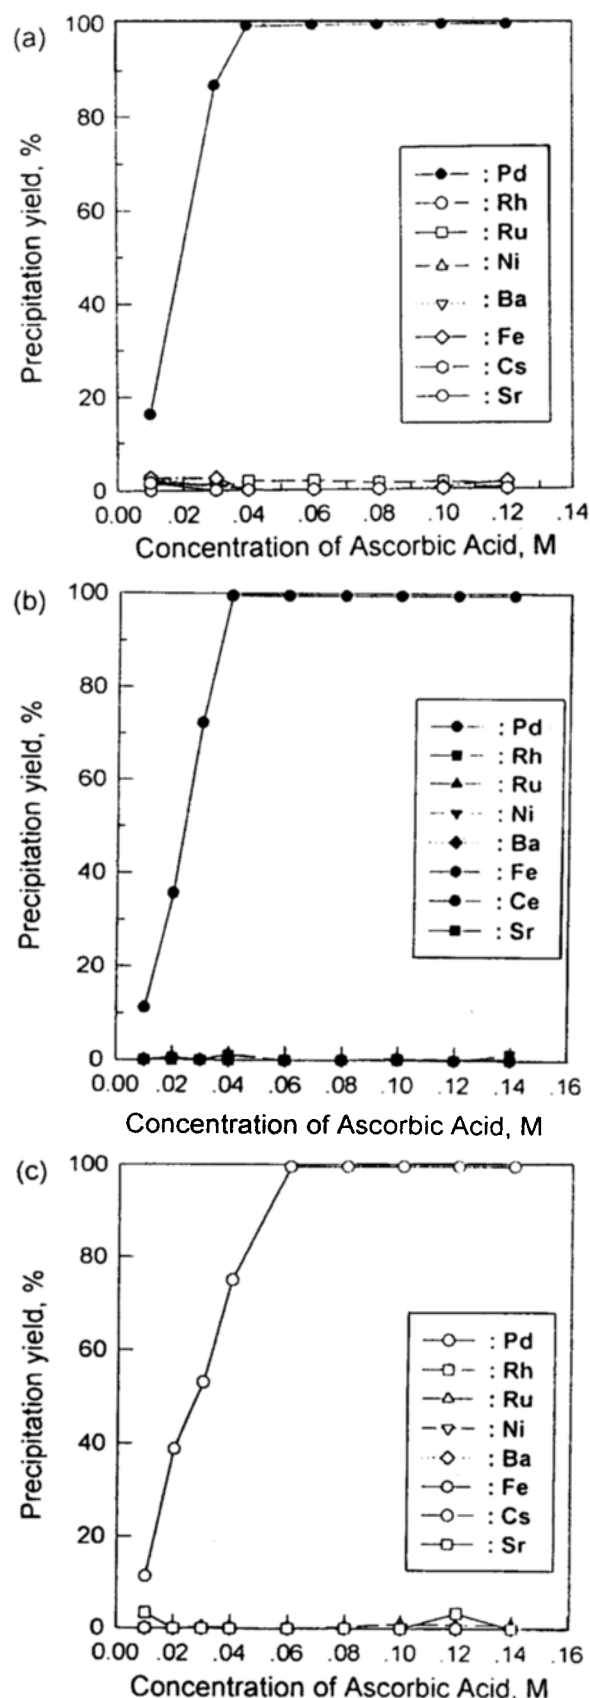 (a)
100
80
60
40
20
0
Precipitation yield, %
: Pd
: Rh
: Ru
: Ni
: Ba
: Fe
: Cs
: Sr
0.00 .02 .04 .06 .08 .10 .12 .14
Concentration of Ascorbic Acid, M
(b)
100
80
60
40
20
0
Precipitation yield, %
: Pd
: Rh
: Ru
: Ni
: Ba
: Fe
: Ce
: Sr
0.00 .02 .04 .06 .08 .10 .12 .14 .16
Concentration of Ascorbic Acid, M
(c)
100
80
60
40
20
0
Precipitation yield, %
: Pd
: Rh
: Ru
: Ni
: Ba
: Fe
: Cs
: Sr
0.00 .02 .04 .06 .08 .10 .12 .14 .16
Concentration of Ascorbic Acid, M